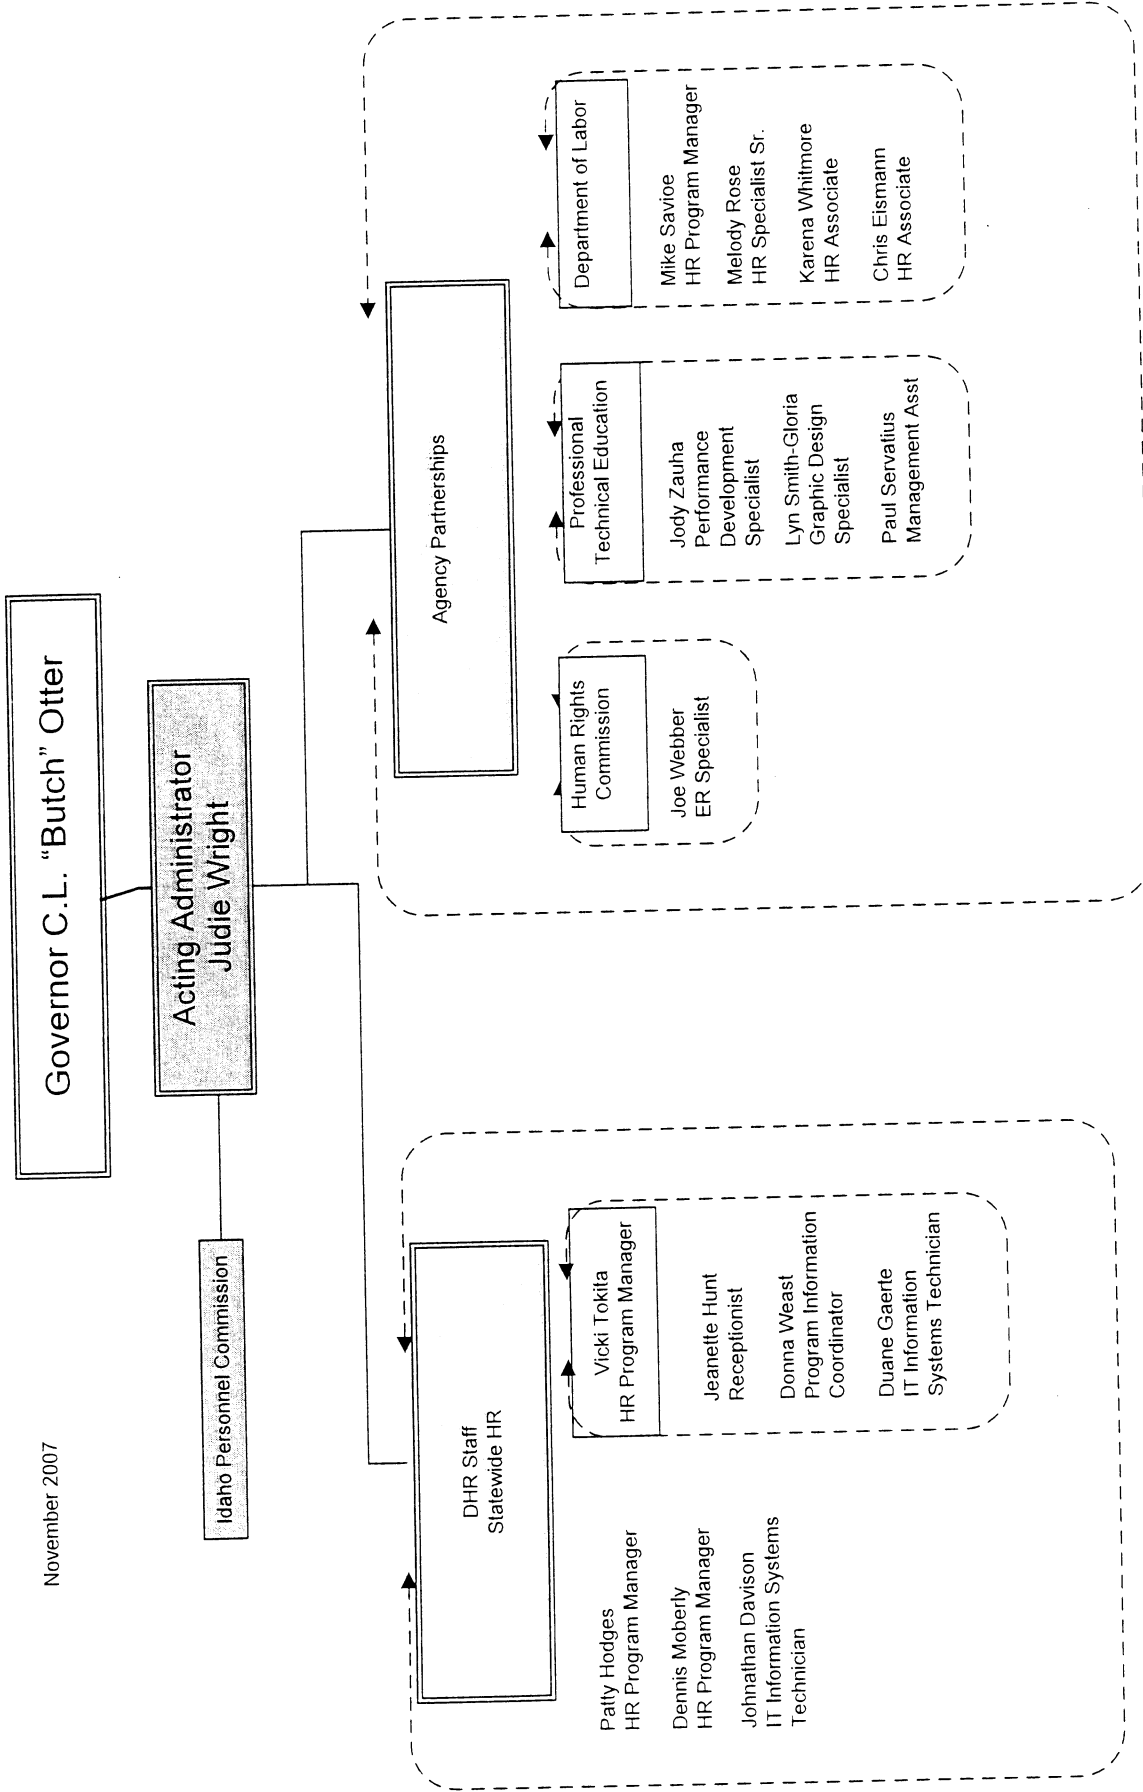 November 2007
Governor C.L. “Butch” Otter
Acting Administrator
Judie Wright
Idaho Personnel Commission
DHR Staff
Statewide HR
Patty Hodges
HR Program Manager
Dennis Moberly
HR Program Manager
Johnathan Davison
IT Information Systems
Technician
Vicki Tokita
HR Program Manager
Jeanette Hunt
Receptionist
Donna Weast
Program Information
Coordinator
Duane Gaerte
IT Information
Systems Technician
Agency Partnerships
Human Rights
Commission
Joe Webber
ER Specialist
Professional
Technical Education
Jody Zauha
Performance
Development
Specialist
Lyn Smith-Gloria
Graphic Design
Specialist
Paul Servatius
Management Asst
Department of Labor
Mike Savioe
HR Program Manager
Melody Rose
HR Specialist Sr.
Karena Whitmore
HR Associate
Chris Eismann
HR Associate